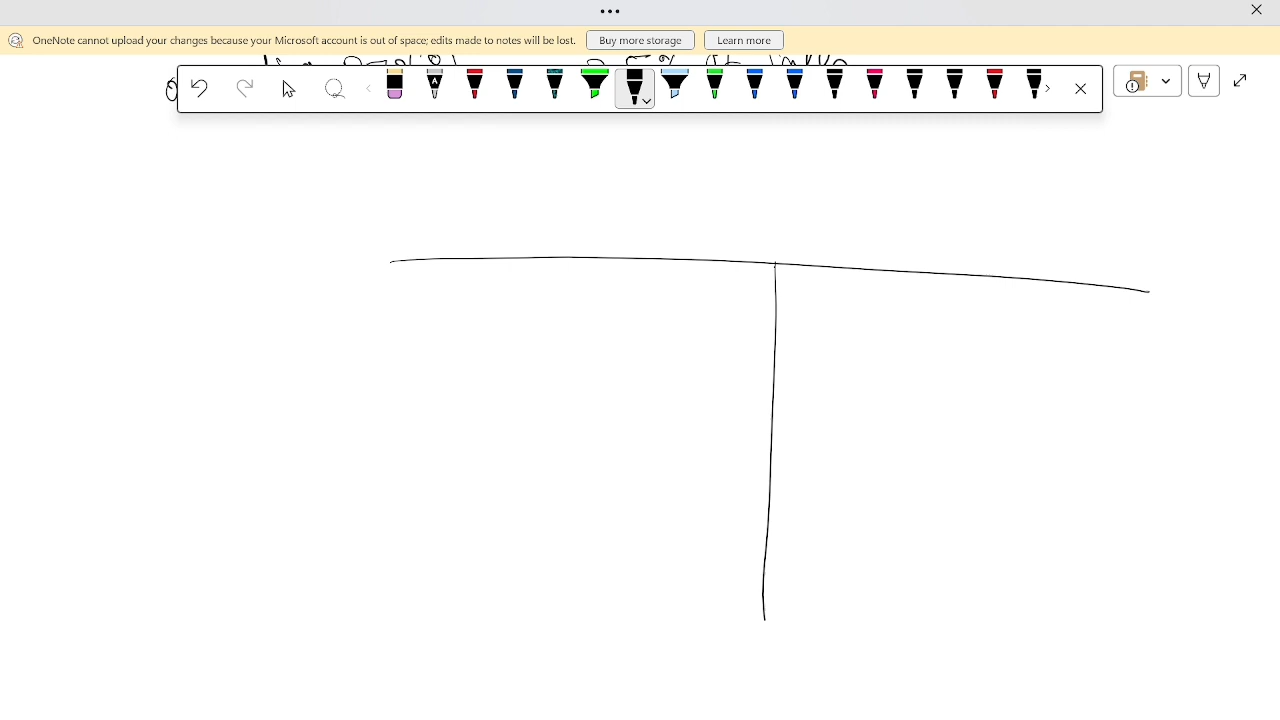 OneNote cannot upload your changes because your Microsoft account is out of space; edits made to notes will be lost. Buy more storage Learn more